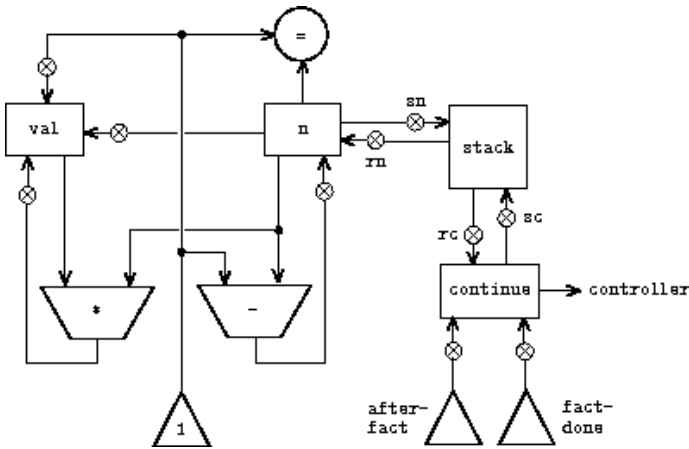 =
val
n
sn
rn
stack
rc
sc
continue
controller
*
-
1
after-
fact
fact-
done